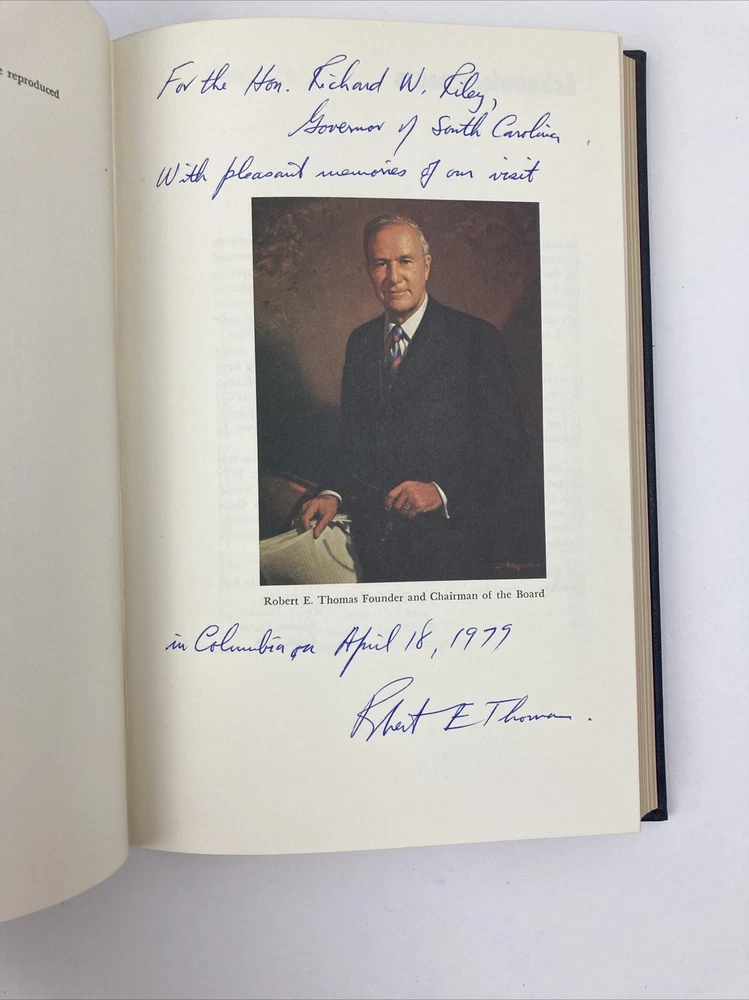 reproduced
For the Hon. Richard W. Riley,
Governor of South Carolina
With pleasant memories of our visit
Robert E. Thomas Founder and Chairman of the Board
in Columbia on April 18, 1979
Robert E Thomas.